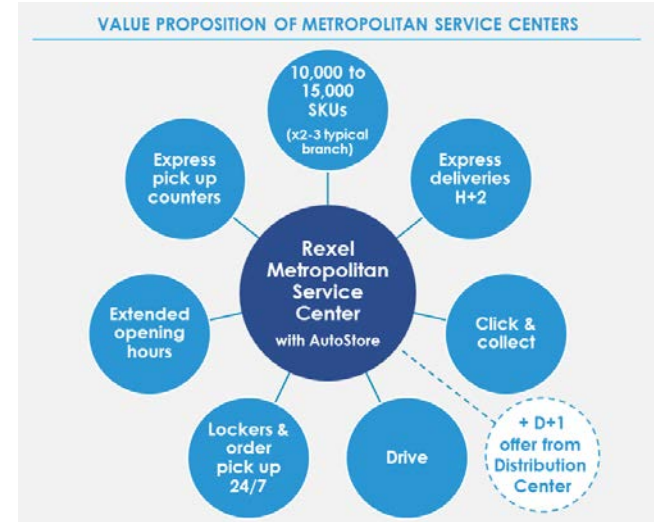 VALUE PROPOSITION OF METROPOLITAN SERVICE CENTERS
10,000 to
15,000
SKUs
(x2-3 typical
branch)
Express
pick up
counters
Express
deliveries
H+2
Rexel
Metropolitan
Service
Center
with AutoStore
Extended
opening
hours
Click &
collect
Lockers &
order
pick up
24/7
Drive
+ D+1
offer from
Distribution
Center